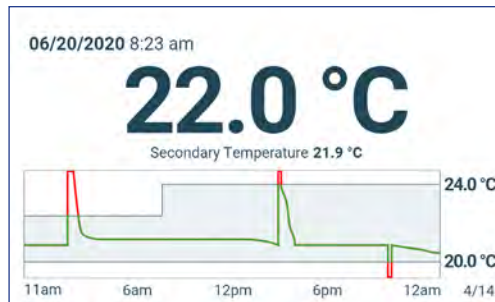 06/20/2020 8:23 am
22.0 °C
Secondary Temperature 21.9 °C
24.0 °C
20.0 °C
11am 6am 12pm 6pm 12am 4/14